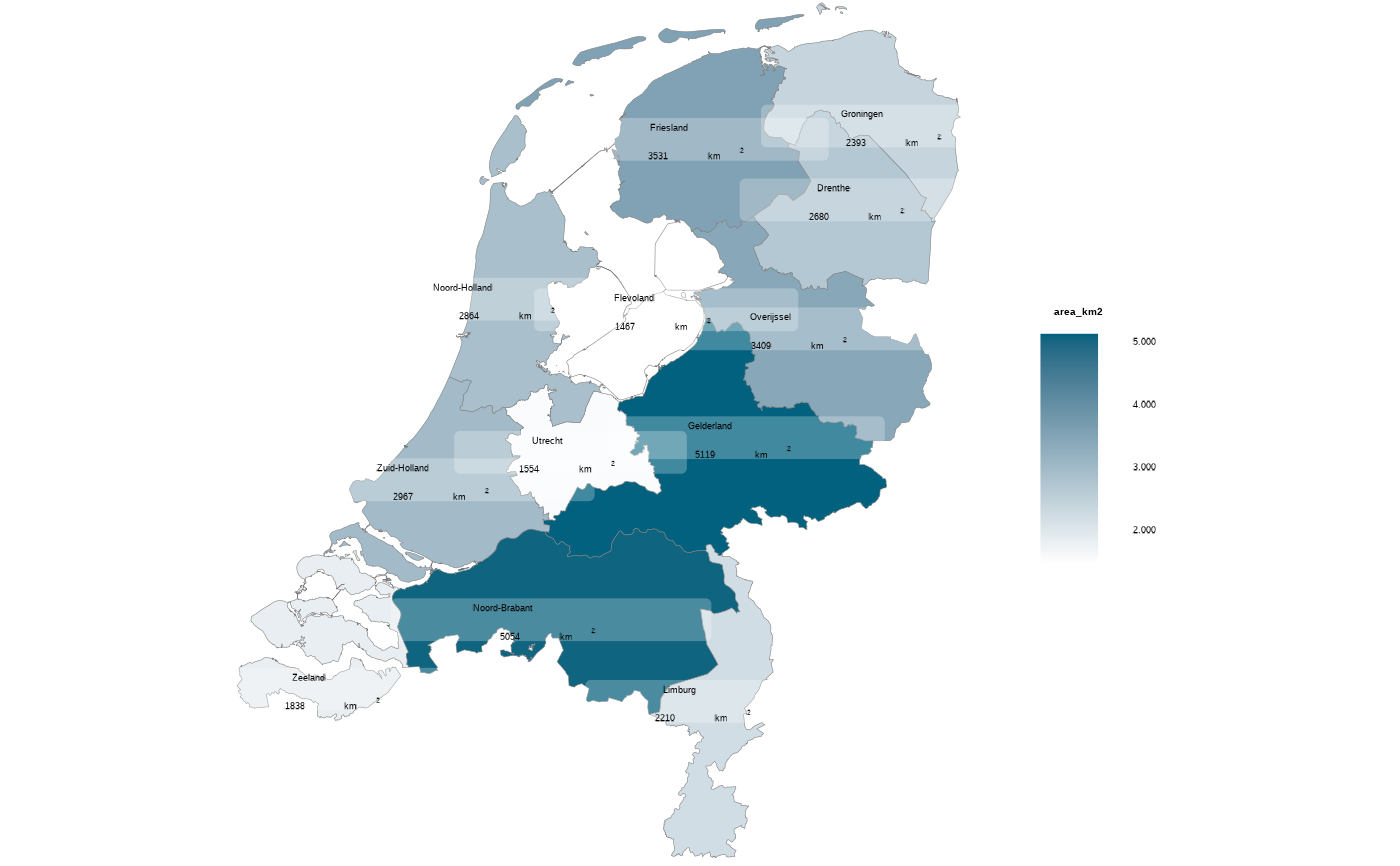 Groningen
2393 km 2
Friesland
3531 km 2
Drenthe
2680 km 2
Noord-Holland
2864 km 2
Flevoland
1467 km 2
Overijssel
3409 km 2
Gelderland
5119 km 2
Utrecht
1554 km 2
Zuid-Holland
2967 km 2
Noord-Brabant
5054 km 2
Zeeland
1838 km 2
Limburg
2210 km 2
area_km2
5.000
4.000
3.000
2.000